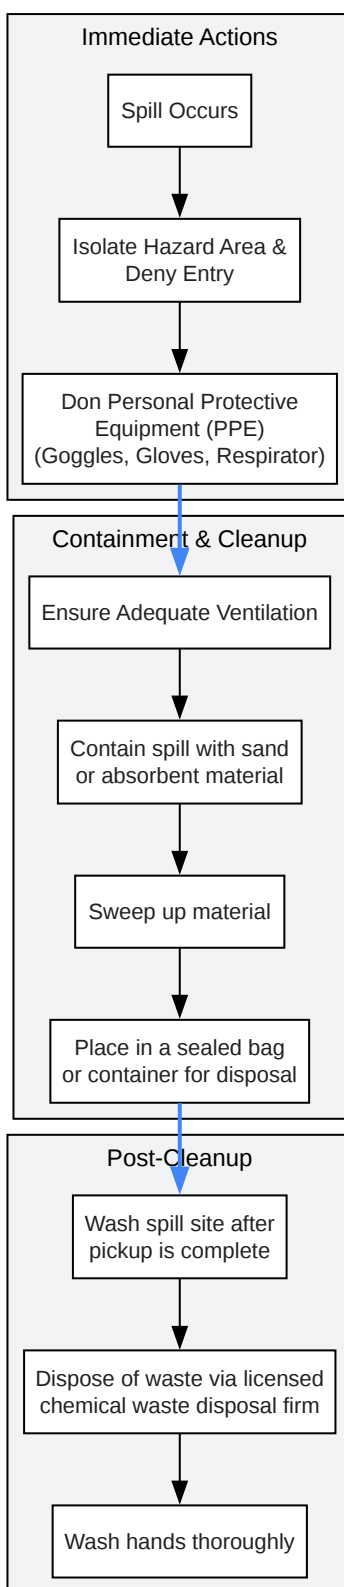 Immediate Actions
Spill Occurs
Isolate Hazard Area &
Deny Entry
Don Personal Protective
Equipment (PPE)
(Goggles, Gloves, Respirator)
Containment & Cleanup
Ensure Adequate Ventilation
Contain spill with sand
or absorbent material
Sweep up material
Place in a sealed bag
or container for disposal
Post-Cleanup
Wash spill site after
pickup is complete
Dispose of waste via licensed
chemical waste disposal firm
Wash hands thoroughly